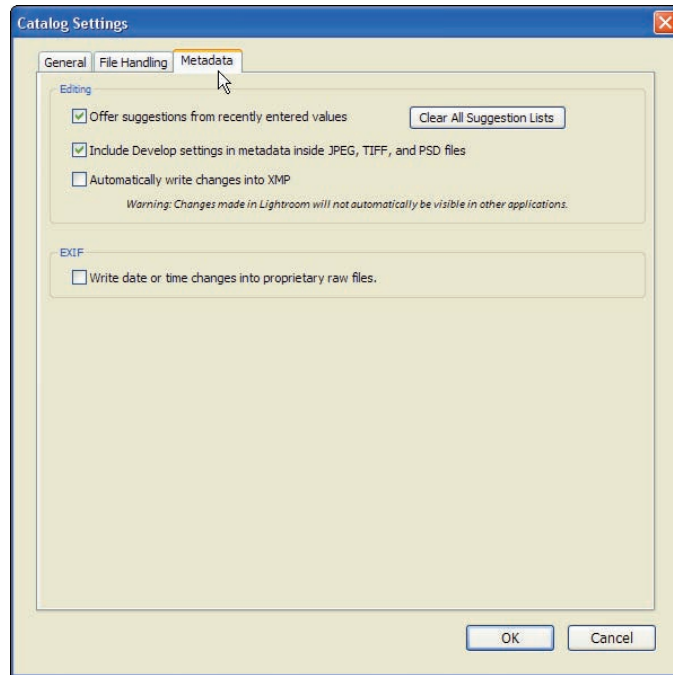 Catalog Settings
General File Handling Metadata
Editing
Offer suggestions from recently entered values Clear All Suggestion Lists
Include Develop settings in metadata inside JPEG, TIFF, and PSD files
Automatically write changes into XMP
Warning: Changes made in Lightroom will not automatically be visible in other applications.
EXIF
Write date or time changes into proprietary raw files.
OK Cancel